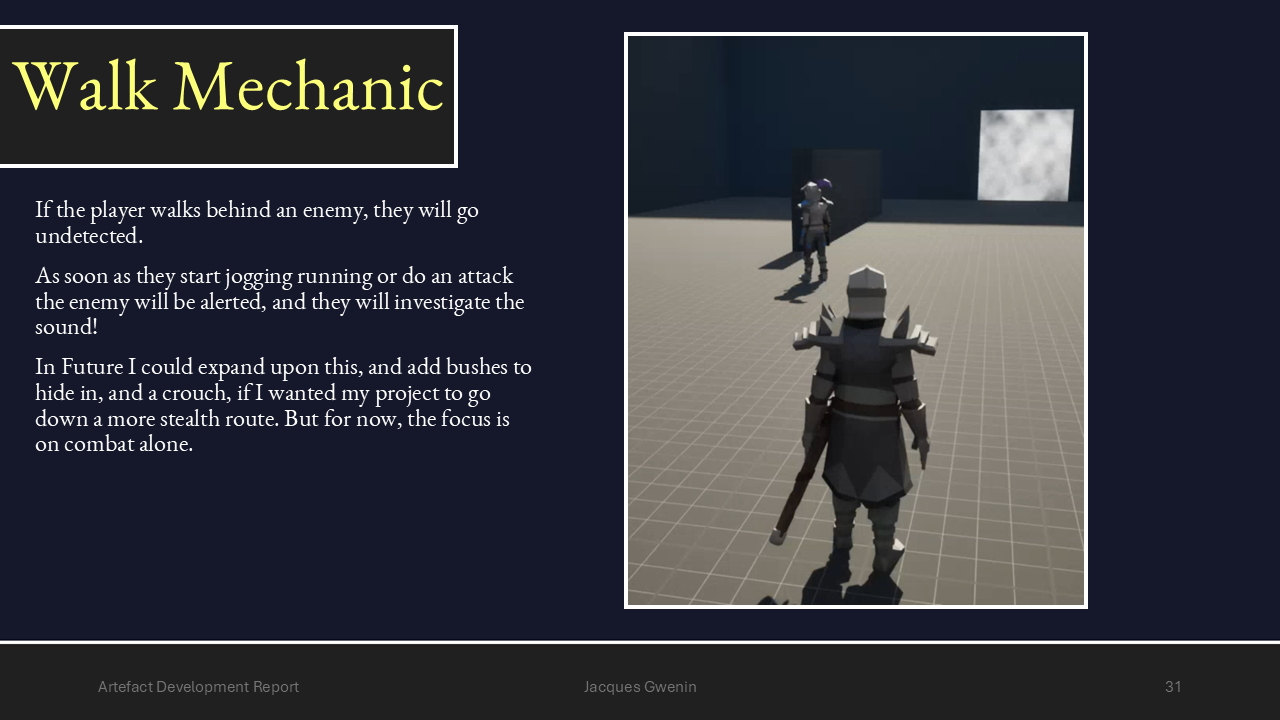 Walk Mechanic
If the player walks behind an enemy, they will go
undetected.
As soon as they start jogging running or do an attack
the enemy will be alerted, and they will investigate the
sound!
In Future I could expand upon this, and add bushes to
hide in, and a crouch, if I wanted my project to go
down a more stealth route. But for now, the focus is
on combat alone.
Artefact Development Report
Jacques Gwenin
31